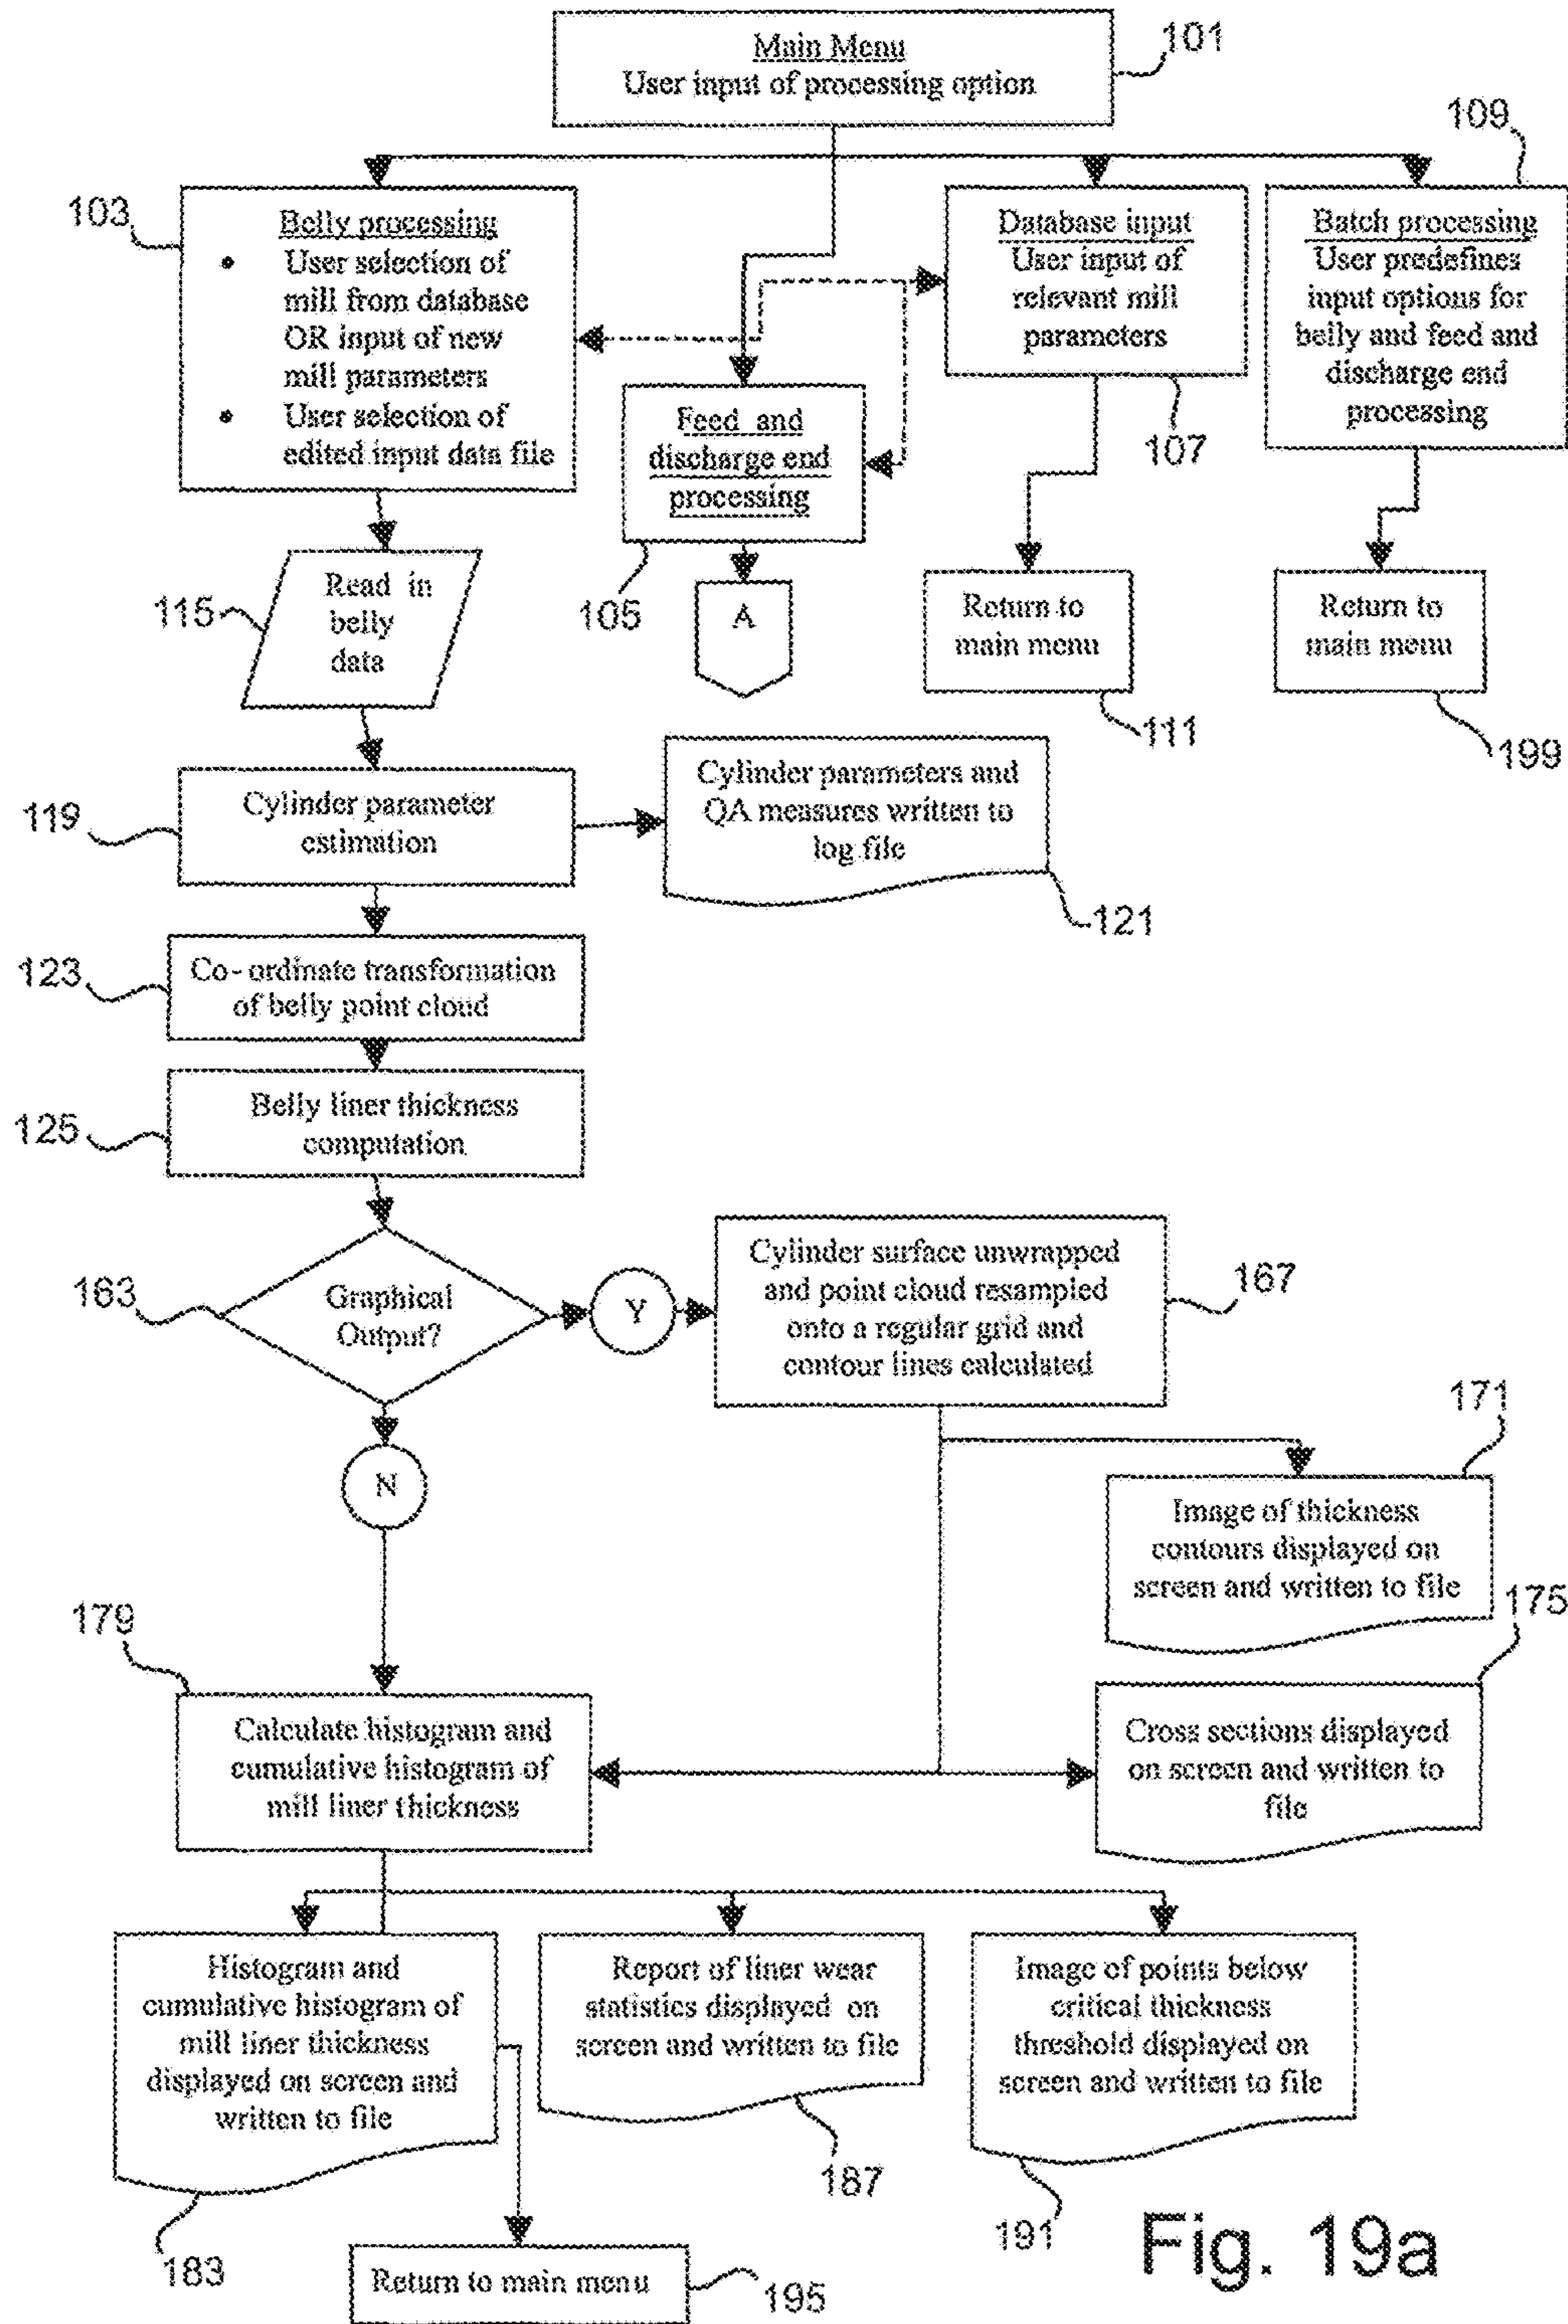 Main Menu
User input of processing option
101
109
103
Belly processing
• User selection of
mill from database
OR input of new
mill parameters
• User selection of
edited input data file
Database input
User input of
relevant mill
parameters
107
Batch processing
User predefines
input options for
belly and feed and
discharge end
processing
Feed and
discharge end
processing
105
A
115
Read in
belly
data
Return to
main menu
111
Return to
main menu
199
119
Cylinder parameter
estimation
Cylinder parameters and
QA measures written to
log file
121
123
Co-ordinate transformation
of belly point cloud
125
Belly liner thickness
computation
163
Graphical
Output?
Y
Cylinder surface unwrapped
and point cloud resampled
onto a regular grid and
contour lines calculated
167
N
171
Image of thickness
contours displayed on
screen and written to file
175
179
Calculate histogram and
cumulative histogram of
mill liner thickness
Cross sections displayed
on screen and written to
file
Histogram and
cumulative histogram of
mill liner thickness
displayed on screen and
written to file
183
Report of liner wear
statistics displayed on
screen and written to file
187
Image of points below
critical thickness
threshold displayed on
screen and written to file
191
Return to main menu
195
Fig. 19a